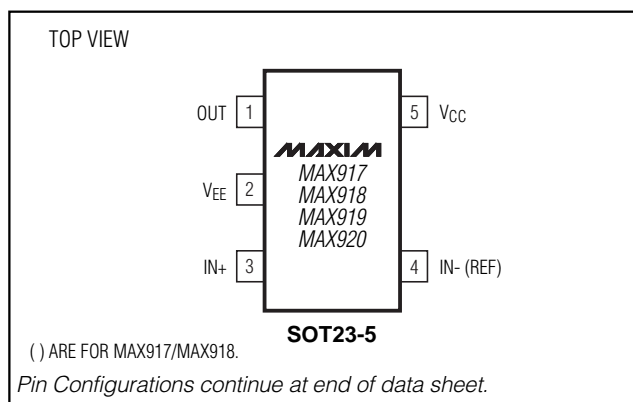 TOP VIEW
OUT 1
5 VCC
MAXIM
MAX917
VEE 2
MAX918
MAX919
MAX920
IN+ 3
4 IN- (REF)
SOT23-5
( ) ARE FOR MAX917/MAX918.
Pin Configurations continue at end of data sheet.